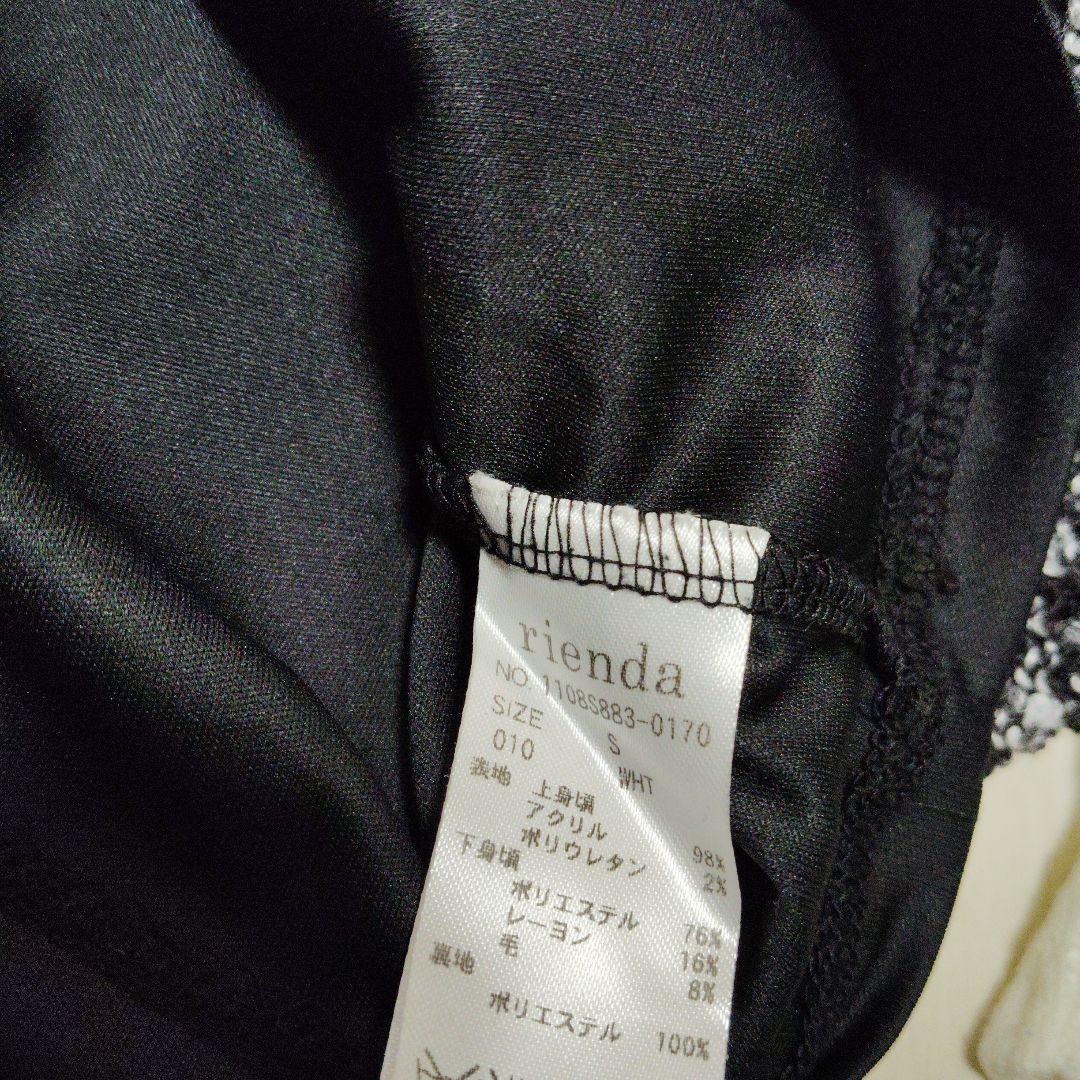 rienda
NO. 1108S883-0170
SIZE S
010 WHT
表地 上身頃
アクリル 98%
ポリウレタン 2%
下身頃
ポリエステル 76%
レーヨン 16%
毛 8%
裏地
ポリエステル 100%